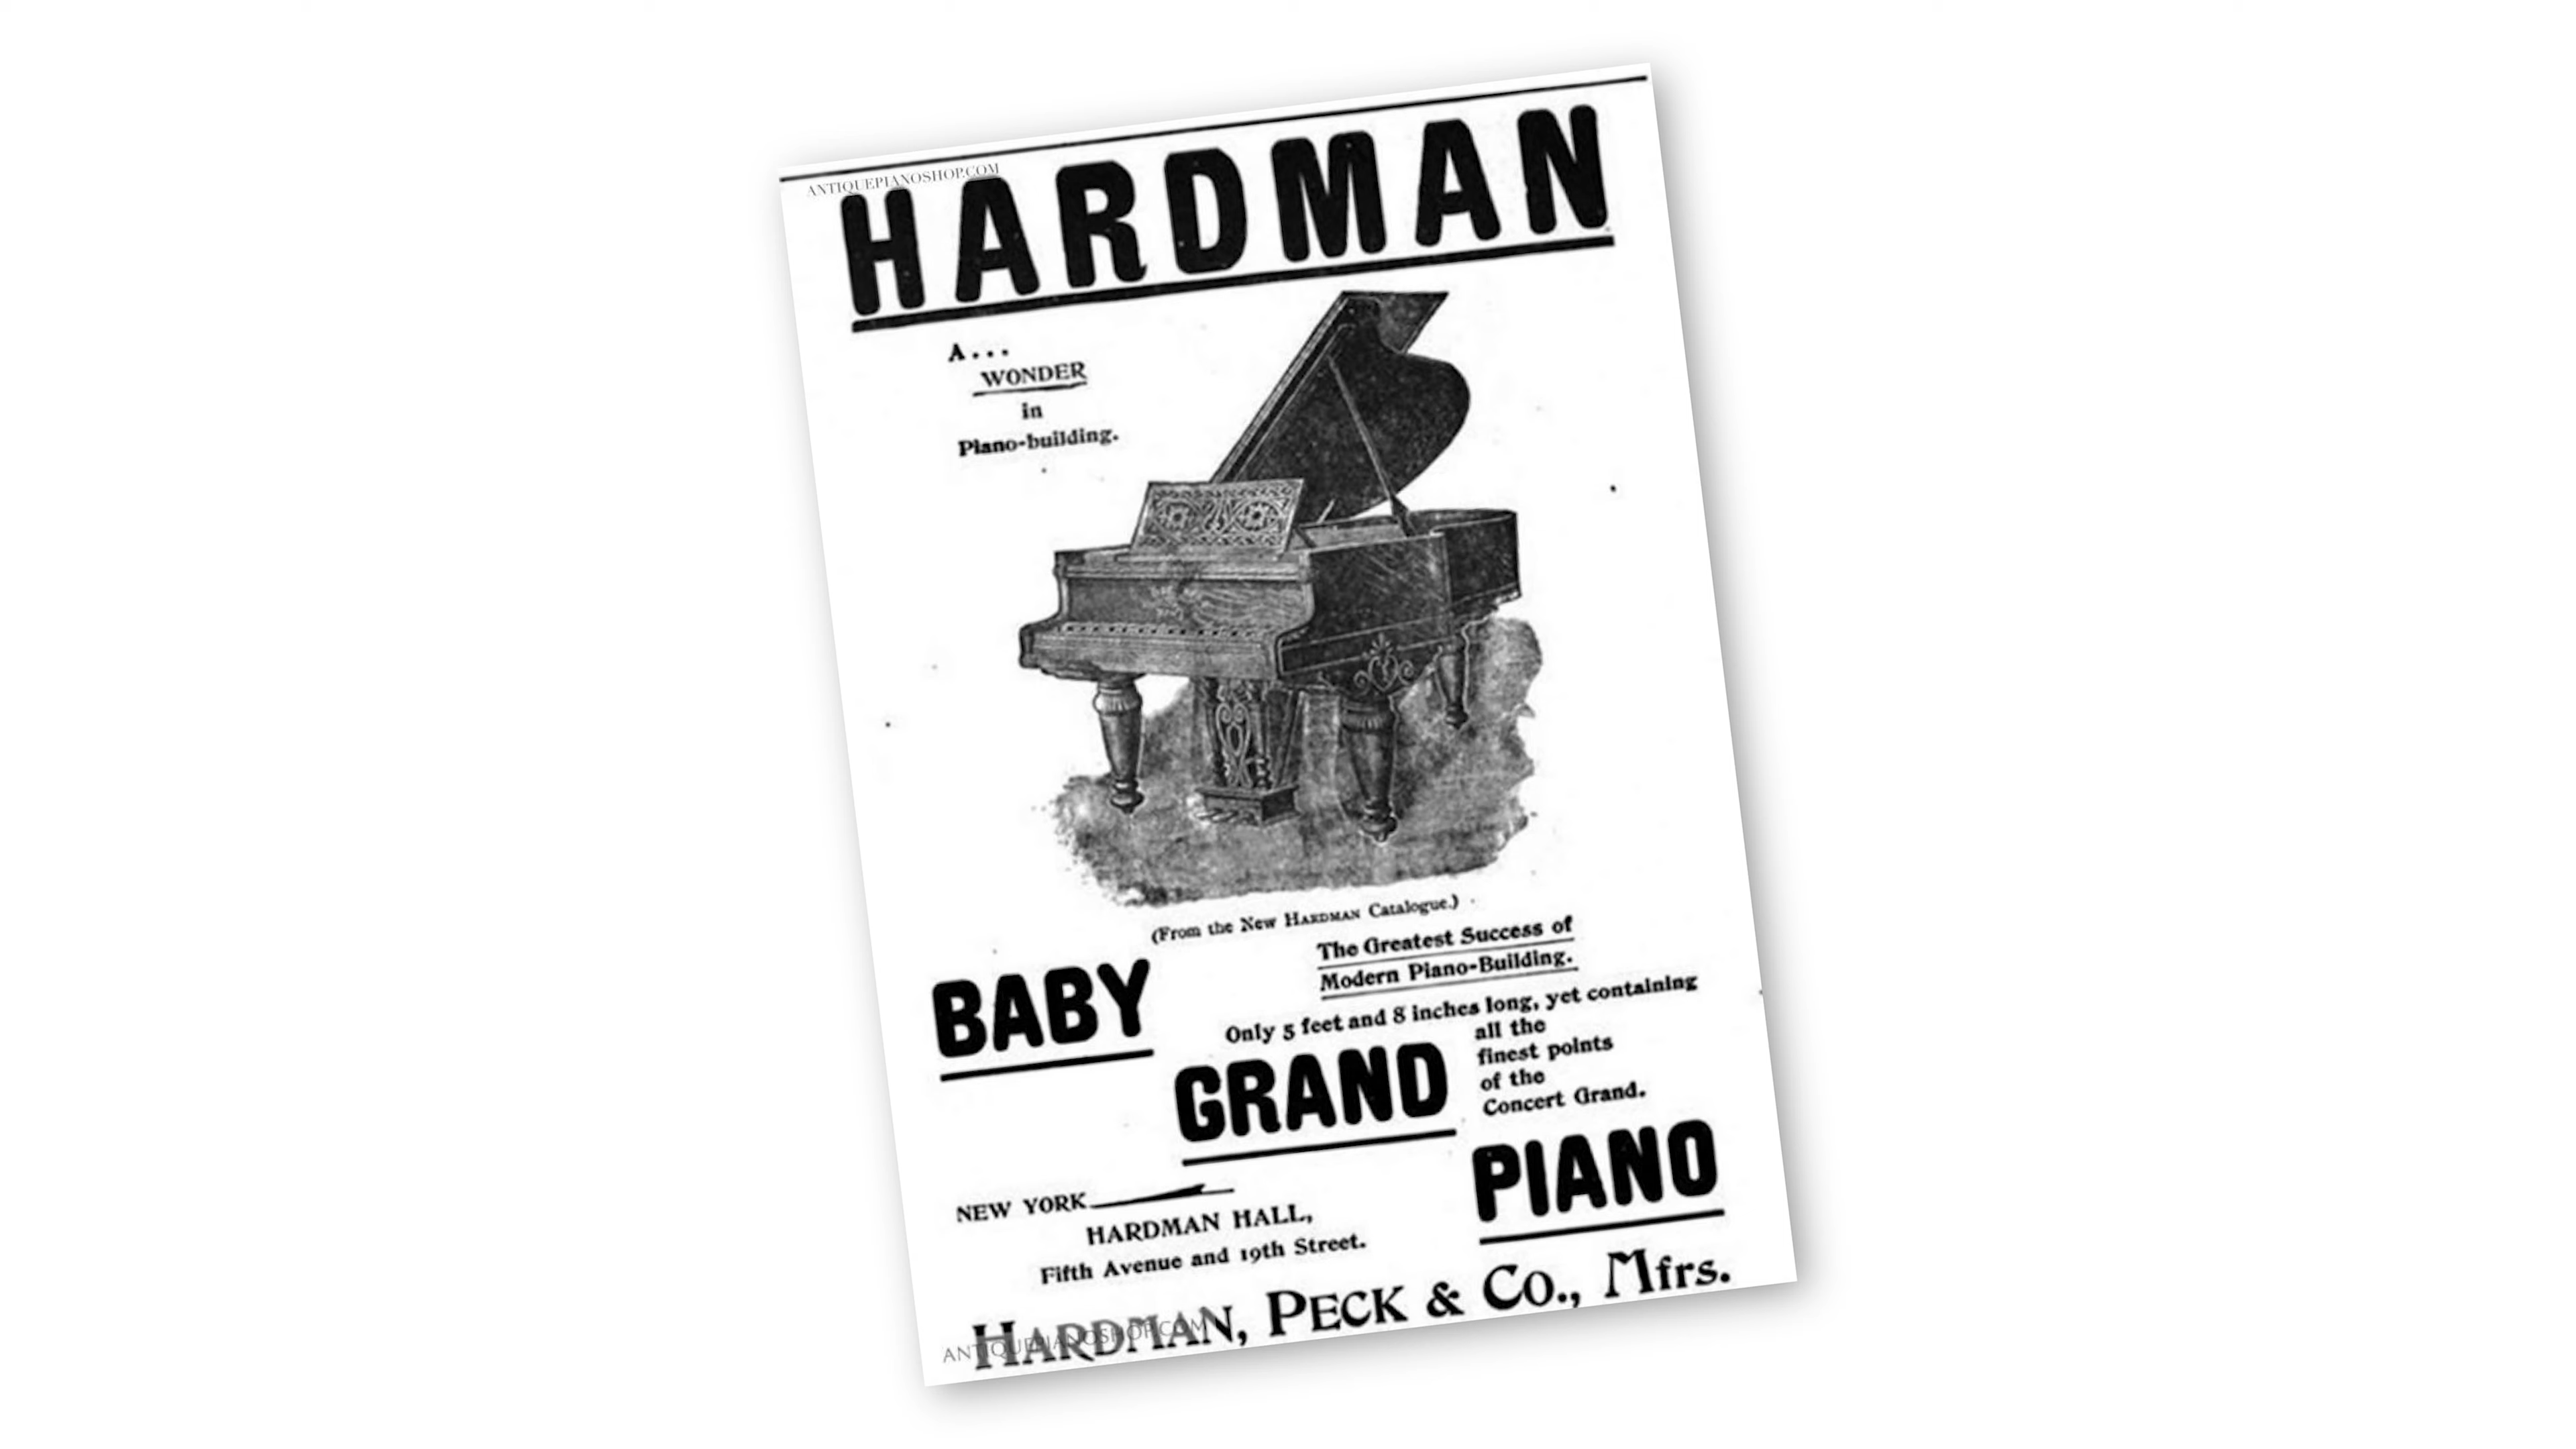 ANTIQUEPIANOSHOP.COM
HARDMAN
A...
WONDER
in
Piano-building.
(From the New HARDMAN Catalogue.)
The Greatest Success of
Modern Piano-Building.
BABY
Only 5 feet and 8 inches long, yet containing
all the
finest points
of the
Concert Grand.
GRAND
PIANO
NEW YORK
HARDMAN HALL,
Fifth Avenue and 19th Street.
HARDMAN, PECK & CO., Mfrs.
ANTIQUEPIANOSHOP.COM